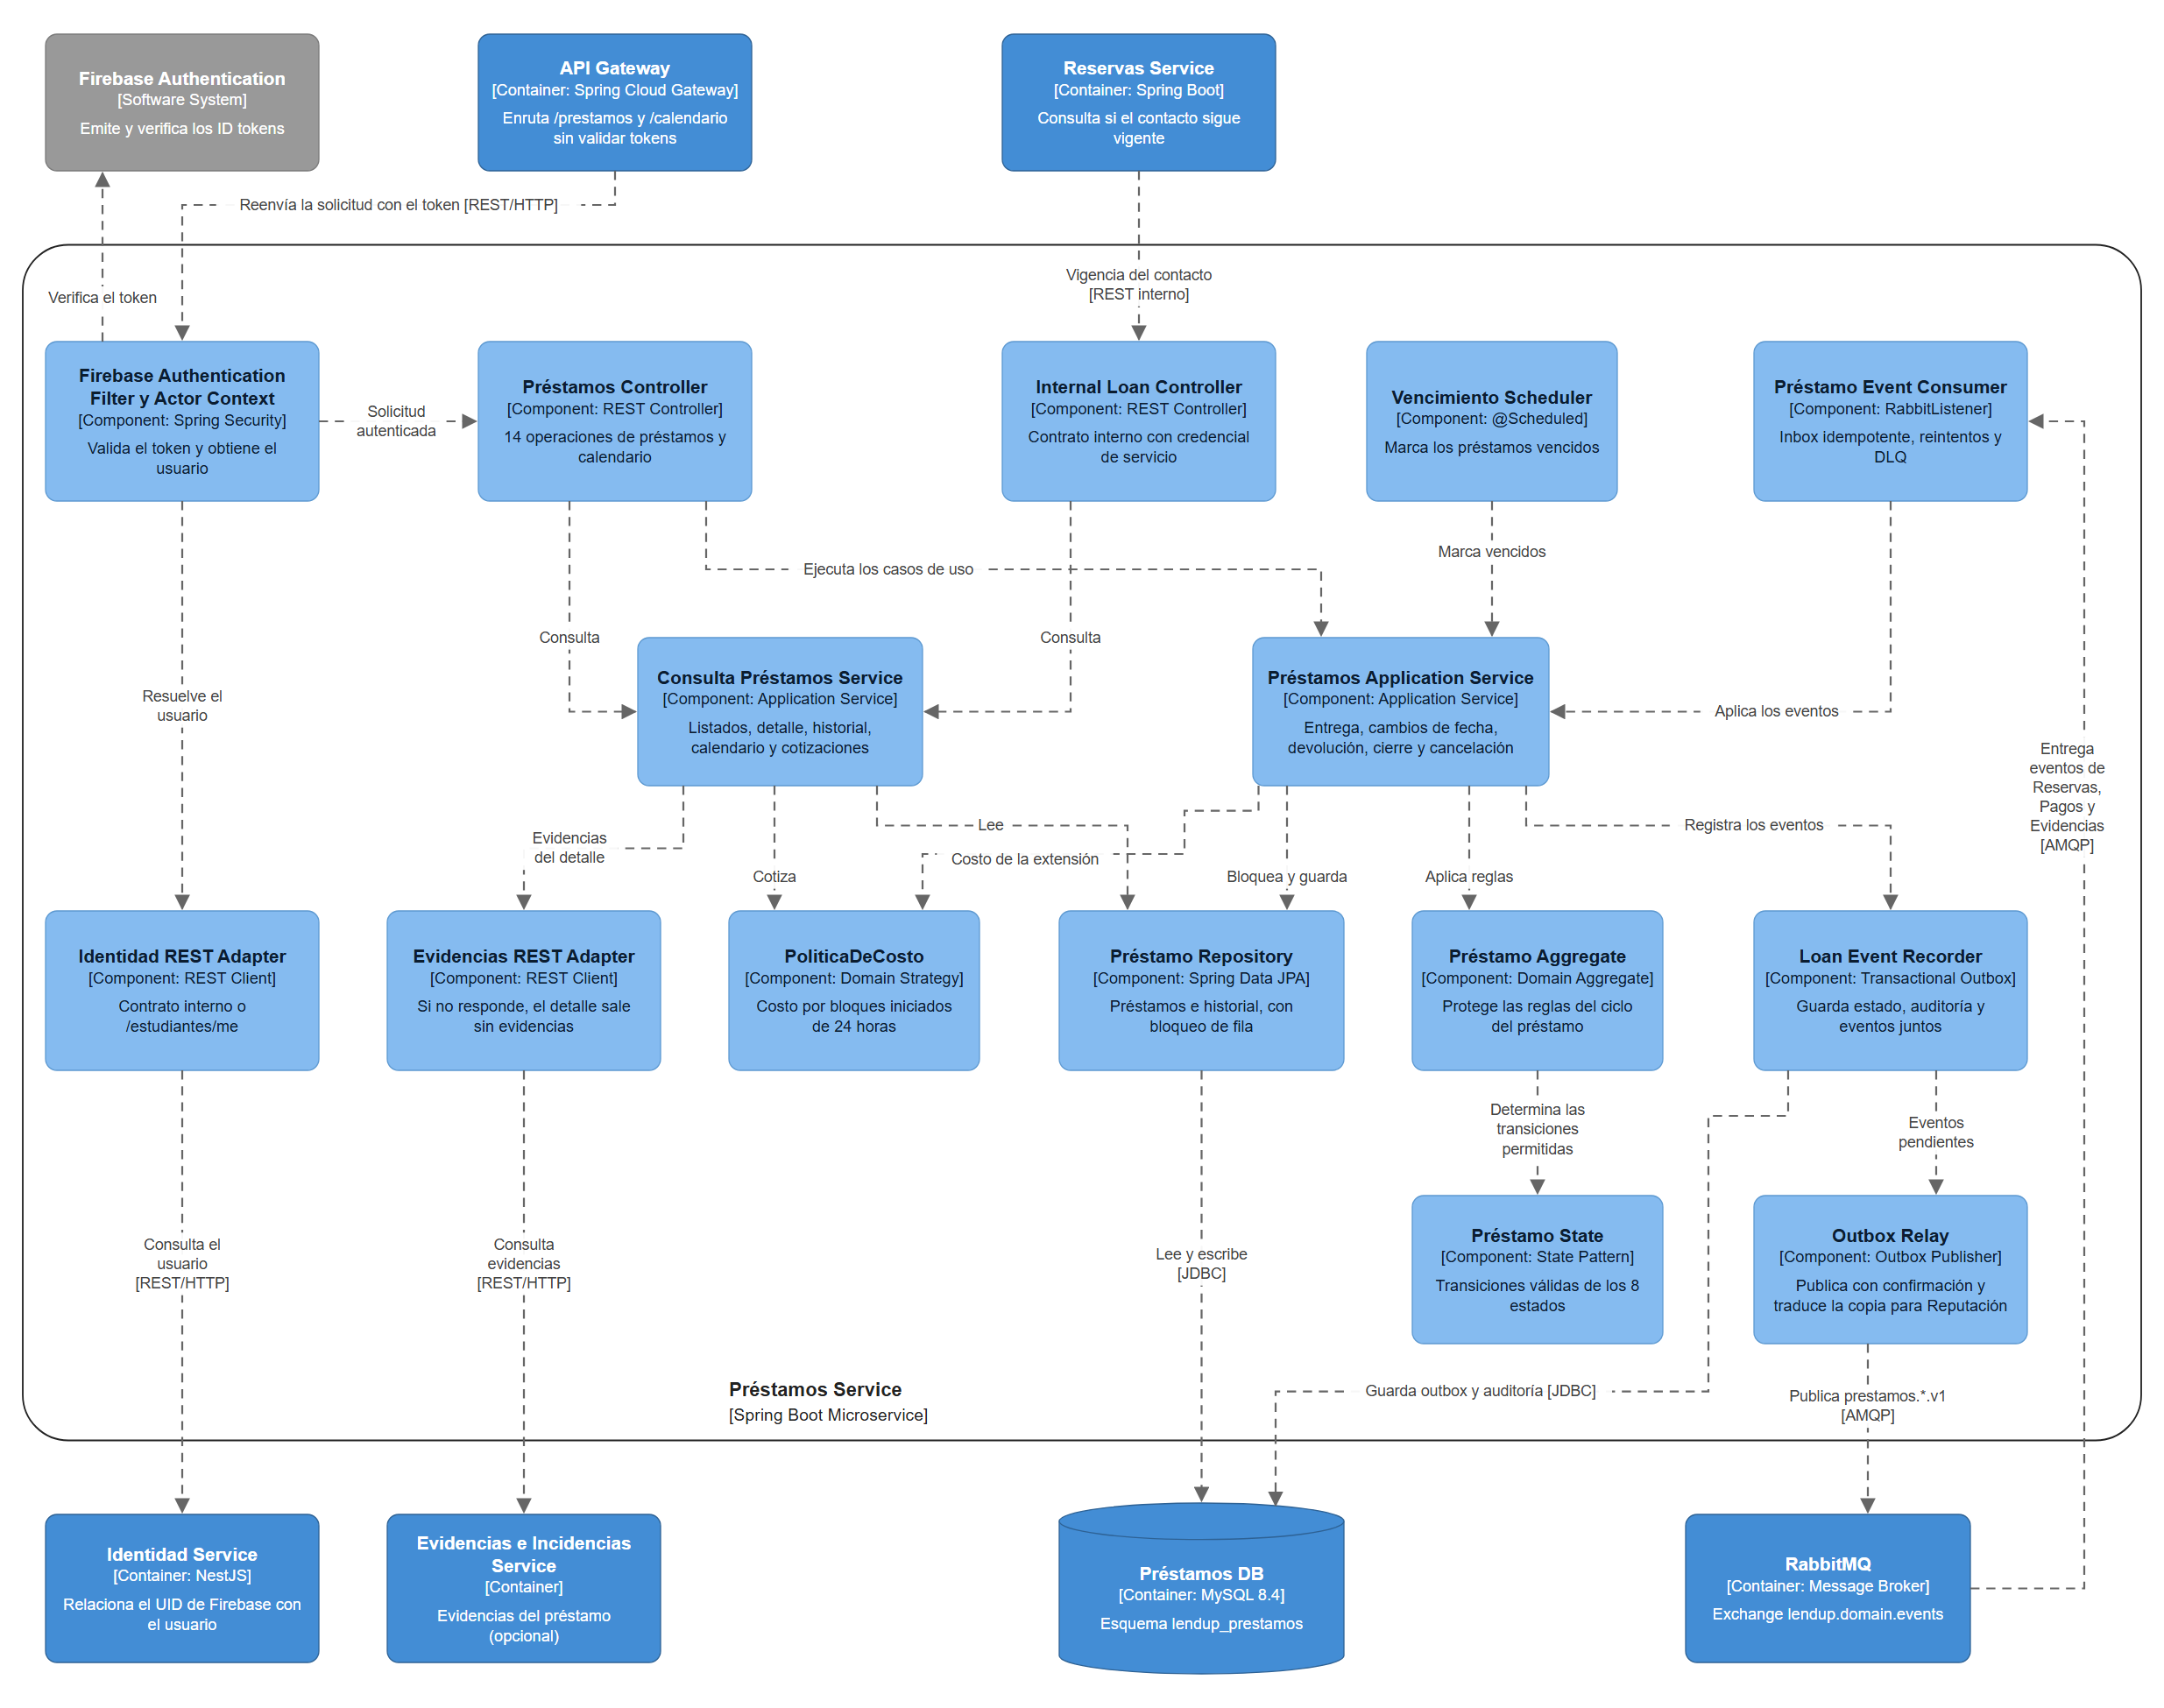 Firebase Authentication
[Software System]
Emite y verifica los ID tokens
API Gateway
[Container: Spring Cloud Gateway]
Enruta /prestamos y /calendario
sin validar tokens
Reservas Service
[Container: Spring Boot]
Consulta si el contacto sigue
vigente
Reenvía la solicitud con el token [REST/HTTP]
Verifica el token
Vigencia del contacto
[REST interno]
Firebase Authentication
Filter y Actor Context
[Component: Spring Security]
Valida el token y obtiene el
usuario
Solicitud
autenticada
Préstamos Controller
[Component: REST Controller]
14 operaciones de préstamos y
calendario
Internal Loan Controller
[Component: REST Controller]
Contrato interno con credencial
de servicio
Vencimiento Scheduler
[Component: @Scheduled]
Marca los préstamos vencidos
Préstamo Event Consumer
[Component: RabbitListener]
Inbox idempotente, reintentos y
DLQ
Marca vencidos
Ejecuta los casos de uso
Consulta
Consulta
Resuelve el
usuario
Consulta Préstamos Service
[Component: Application Service]
Listados, detalle, historial,
calendario y cotizaciones
Préstamos Application Service
[Component: Application Service]
Entrega, cambios de fecha,
devolución, cierre y cancelación
Aplica los eventos
Entrega
eventos de
Reservas,
Pagos y
Evidencias
[AMQP]
Evidencias
del detalle
Lee
Registra los eventos
Costo de la extensión
Cotiza
Bloquea y guarda
Aplica reglas
Identidad REST Adapter
[Component: REST Client]
Contrato interno o
/estudiantes/me
Evidencias REST Adapter
[Component: REST Client]
Si no responde, el detalle sale
sin evidencias
PoliticaDeCosto
[Component: Domain Strategy]
Costo por bloques iniciados
de 24 horas
Préstamo Repository
[Component: Spring Data JPA]
Préstamos e historial, con
bloqueo de fila
Préstamo Aggregate
[Component: Domain Aggregate]
Protege las reglas del ciclo
del préstamo
Loan Event Recorder
[Component: Transactional Outbox]
Guarda estado, auditoría y
eventos juntos
Determina las
transiciones
permitidas
Eventos
pendientes
Consulta el
usuario
[REST/HTTP]
Consulta
evidencias
[REST/HTTP]
Lee y escribe
[JDBC]
Préstamo State
[Component: State Pattern]
Transiciones válidas de los 8
estados
Outbox Relay
[Component: Outbox Publisher]
Publica con confirmación y
traduce la copia para Reputación
Préstamos Service
[Spring Boot Microservice]
Guarda outbox y auditoría [JDBC]
Publica prestamos.*.v1
[AMQP]
Identidad Service
[Container: NestJS]
Relaciona el UID de Firebase con
el usuario
Evidencias e Incidencias
Service
[Container]
Evidencias del préstamo
(opcional)
Préstamos DB
[Container: MySQL 8.4]
Esquema lendup_prestamos
RabbitMQ
[Container: Message Broker]
Exchange lendup.domain.events